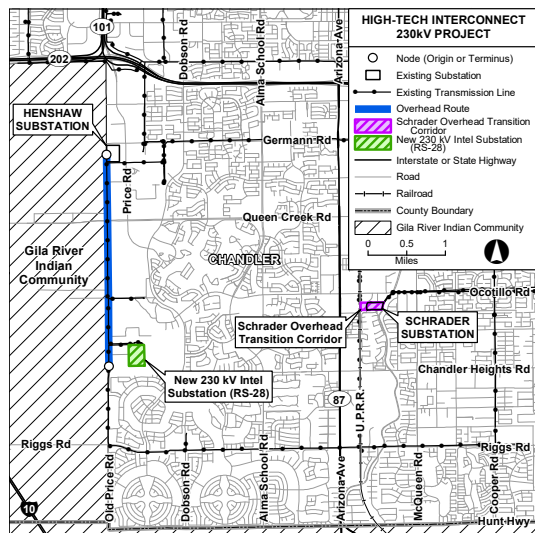 HIGH-TECH INTERCONNECT
230kV PROJECT
Node (Origin or Terminus)
Existing Substation
Existing Transmission Line
Overhead Route
Schrader Overhead Transition
Corridor
New 230 kV Intel Substation
(RS-28)
Interstate or State Highway
Road
Railroad
County Boundary
Gila River Indian Community
0 0.5 1
Miles
101
202
Dobson Rd
Alma School Rd
Arizona Ave
HENSHAW
SUBSTATION
Germann Rd
Price Rd
Queen Creek Rd
Gila River
Indian
Community
CHANDLER
Ocotillo Rd
Schrader Overhead
Transition Corridor
SCHRADER
SUBSTATION
New 230 kV Intel
Substation (RS-28)
Chandler Heights Rd
87
U.P.R.R.
Riggs Rd
Riggs Rd
Old Price Rd
Dobson Rd
Alma School Rd
Arizona Ave
McQueen Rd
Cooper Rd
10
Hunt Hwy